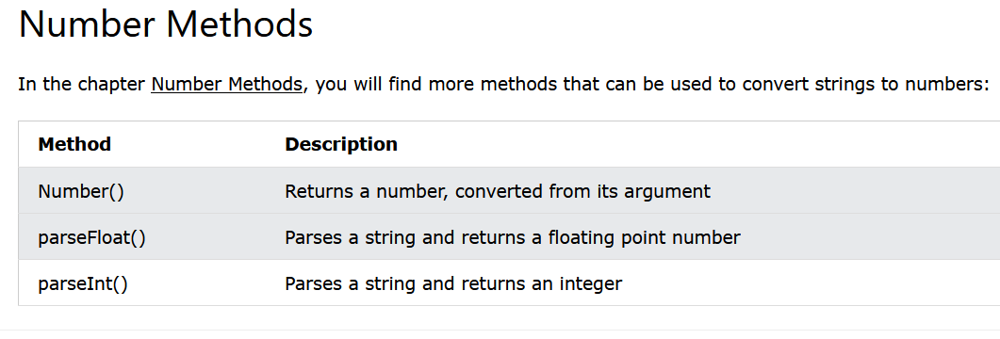 Number Methods
In the chapter Number Methods, you will find more methods that can be used to convert strings to numbers:
Method Description
Number() Returns a number, converted from its argument
parseFloat() Parses a string and returns a floating point number
parseInt() Parses a string and returns an integer